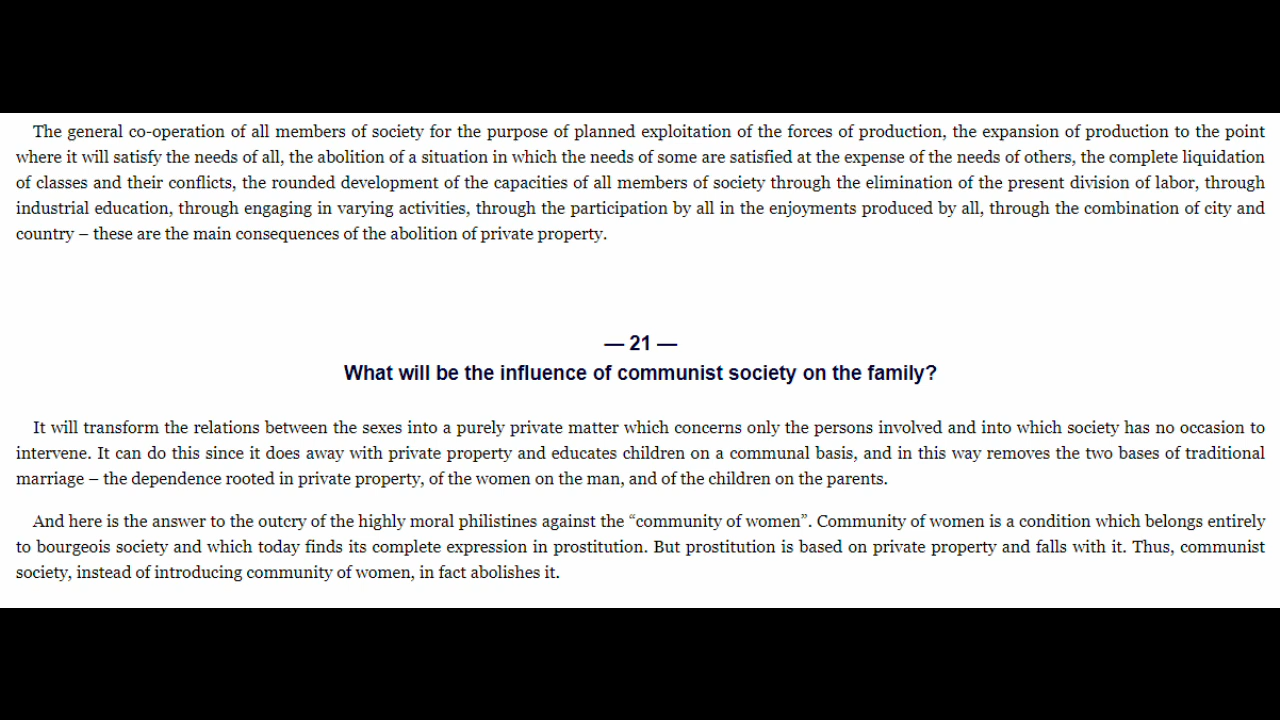 The general co-operation of all members of society for the purpose of planned exploitation of the forces of production, the expansion of production to the point
where it will satisfy the needs of all, the abolition of a situation in which the needs of some are satisfied at the expense of the needs of others, the complete liquidation
of classes and their conflicts, the rounded development of the capacities of all members of society through the elimination of the present division of labor, through
industrial education, through engaging in varying activities, through the participation by all in the enjoyments produced by all, through the combination of city and
country – these are the main consequences of the abolition of private property.
— 21 —
What will be the influence of communist society on the family?
It will transform the relations between the sexes into a purely private matter which concerns only the persons involved and into which society has no occasion to
intervene. It can do this since it does away with private property and educates children on a communal basis, and in this way removes the two bases of traditional
marriage – the dependence rooted in private property, of the women on the man, and of the children on the parents.
And here is the answer to the outcry of the highly moral philistines against the “community of women”. Community of women is a condition which belongs entirely
to bourgeois society and which today finds its complete expression in prostitution. But prostitution is based on private property and falls with it. Thus, communist
society, instead of introducing community of women, in fact abolishes it.